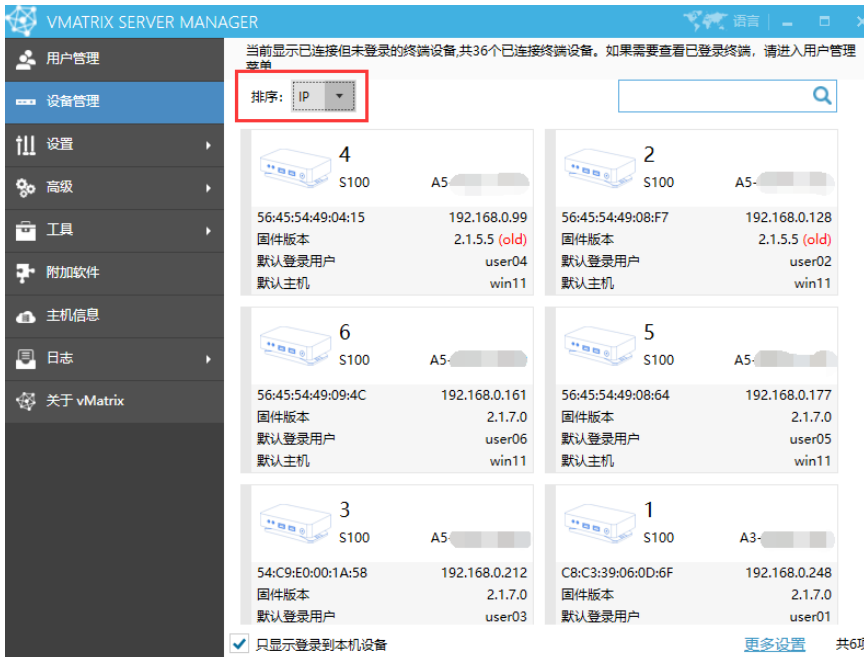 VMATRIX SERVER MANAGER
语言
用户管理
设备管理
设置
高级
工具
附加软件
主机信息
日志
关于 vMatrix
当前显示已连接但未登录的终端设备,共36个已连接终端设备。如果需要查看已登录终端，请进入用户管理
菜单
排序: IP
4
S100 A5-
56:45:54:49:04:15 192.168.0.99
固件版本 2.1.5.5 (old)
默认登录用户 user04
默认主机 win11
2
S100 A5-
56:45:54:49:08:F7 192.168.0.128
固件版本 2.1.5.5 (old)
默认登录用户 user02
默认主机 win11
6
S100 A5-
56:45:54:49:09:4C 192.168.0.161
固件版本 2.1.7.0
默认登录用户 user06
默认主机 win11
5
S100 A5-
56:45:54:49:08:64 192.168.0.177
固件版本 2.1.7.0
默认登录用户 user05
默认主机 win11
3
S100 A5-
54:C9:E0:00:1A:58 192.168.0.212
固件版本 2.1.7.0
默认登录用户 user03
1
S100 A3-
C8:C3:39:06:0D:6F 192.168.0.248
固件版本 2.1.7.0
默认登录用户 user01
只显示登录到本机设备
更多设置 共6项